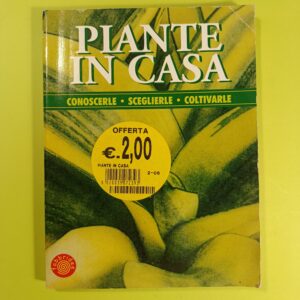 PIANTE
IN CASA
CONOSCERLE • SCEGLIERLE • COLTIVARLE
OFFERTA
€.2,00
PIANTE IN CASA